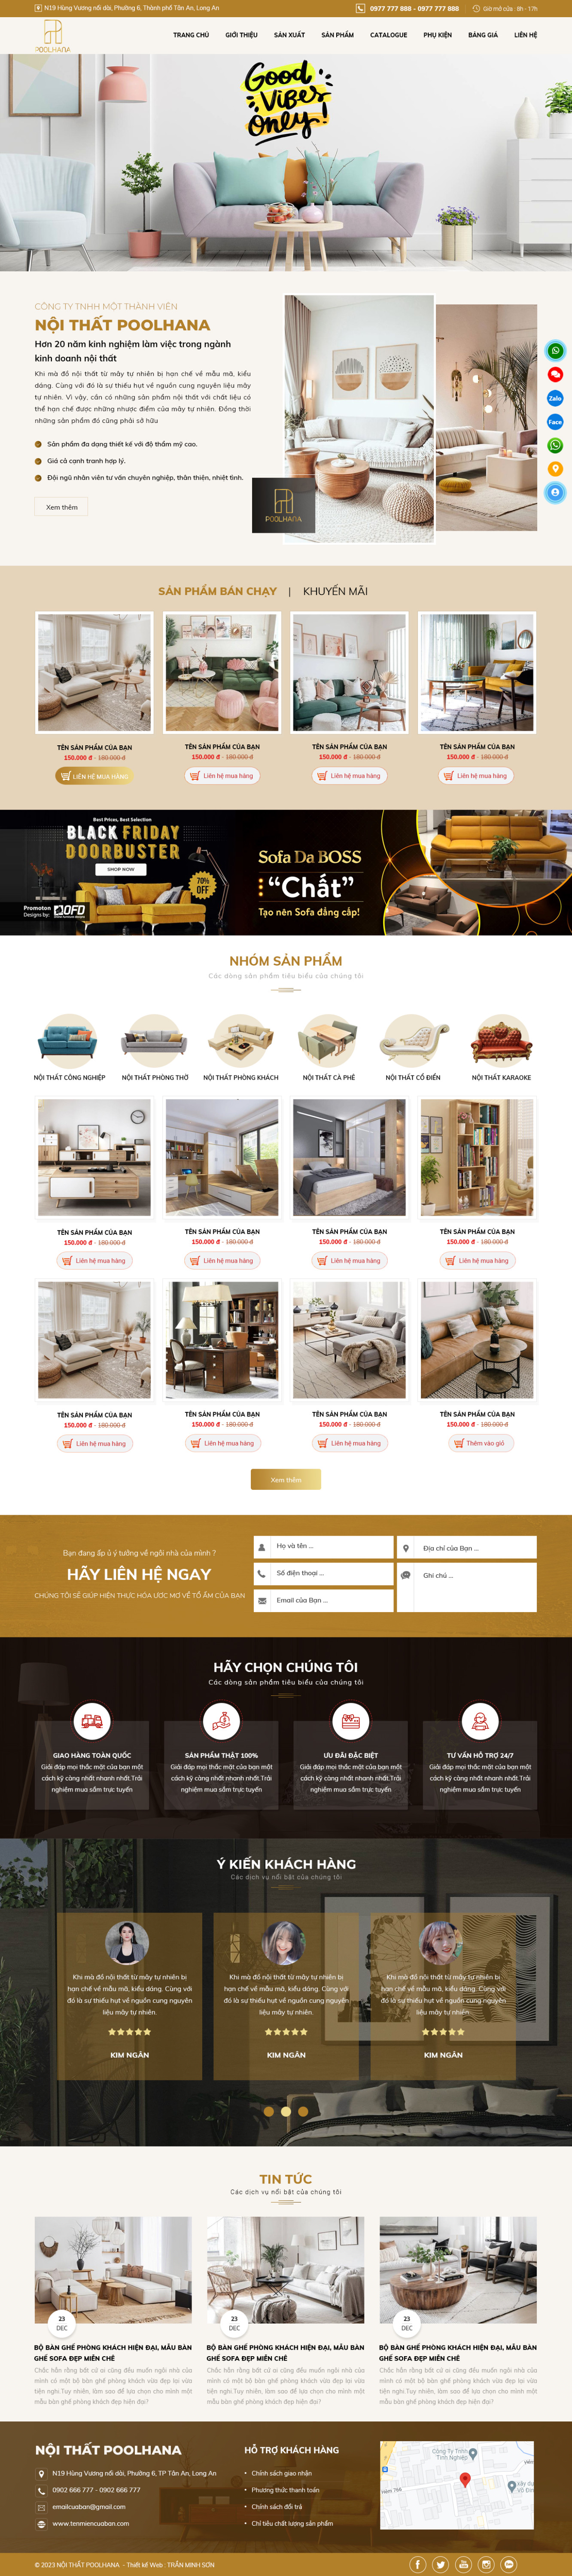 N19 Hùng Vương nối dài, Phường 6, Thành phố Tân An, Long An
0977 777 888 - 0977 777 888
Giờ mở cửa : 8h - 17h
POOLHANA
TRANG CHỦ
GIỚI THIỆU
SẢN XUẤT
SẢN PHẨM
CATALOGUE
PHỤ KIỆN
BẢNG GIÁ
LIÊN HỆ
Good
Vibes
Only!
CÔNG TY TNHH MỘT THÀNH VIÊN
NỘI THẤT POOLHANA
Hơn 20 năm kinh nghiệm làm việc trong ngành
kinh doanh nội thất
Khi mà đồ nội thất từ mây tự nhiên bị hạn chế về mẫu mã, kiểu
dáng. Cùng với đó là sự thiếu hụt về nguồn cung nguyên liệu mây
tự nhiên. Vì vậy, cần có những sản phẩm nội thất với chất liệu có
thể hạn chế được những nhược điểm của mây tự nhiên. Đồng thời
những sản phẩm đó cũng phải sở hữu
Sản phẩm đa dạng thiết kế với độ thẩm mỹ cao.
Giá cả cạnh tranh hợp lý.
Đội ngũ nhân viên tư vấn chuyên nghiệp, thân thiện, nhiệt tình.
Xem thêm
POOLHANA
Zalo
Face
SẢN PHẨM BÁN CHẠY | KHUYẾN MÃI
TÊN SẢN PHẨM CỦA BẠN
150.000 đ - 180.000 đ
LIÊN HỆ MUA HÀNG
TÊN SẢN PHẨM CỦA BẠN
150.000 đ - 180.000 đ
Liên hệ mua hàng
TÊN SẢN PHẨM CỦA BẠN
150.000 đ - 180.000 đ
Liên hệ mua hàng
TÊN SẢN PHẨM CỦA BẠN
150.000 đ - 180.000 đ
Liên hệ mua hàng
Best Prices, Best Selection
BLACK FRIDAY
DOORBUSTER
SHOP NOW
70%
OFF
Promoton
Designs by:
OFD
Sofa Da BOSS
"Chất"
Tạo nên Sofa đẳng cấp!
NHÓM SẢN PHẨM
Các dòng sản phẩm tiêu biểu của chúng tôi
NỘI THẤT CÔNG NGHIỆP
NỘI THẤT PHÒNG THỜ
NỘI THẤT PHÒNG KHÁCH
NỘI THẤT CÀ PHÊ
NỘI THẤT CỔ ĐIỂN
NỘI THẤT KARAOKE
TÊN SẢN PHẨM CỦA BẠN
150.000 đ - 180.000 đ
Liên hệ mua hàng
TÊN SẢN PHẨM CỦA BẠN
150.000 đ - 180.000 đ
Liên hệ mua hàng
TÊN SẢN PHẨM CỦA BẠN
150.000 đ - 180.000 đ
Liên hệ mua hàng
TÊN SẢN PHẨM CỦA BẠN
150.000 đ - 180.000 đ
Liên hệ mua hàng
TÊN SẢN PHẨM CỦA BẠN
150.000 đ - 180.000 đ
Liên hệ mua hàng
TÊN SẢN PHẨM CỦA BẠN
150.000 đ - 180.000 đ
Liên hệ mua hàng
TÊN SẢN PHẨM CỦA BẠN
150.000 đ - 180.000 đ
Liên hệ mua hàng
TÊN SẢN PHẨM CỦA BẠN
150.000 đ - 180.000 đ
Thêm vào giỏ
Xem thêm
Bạn đang ấp ủ ý tưởng về ngôi nhà của mình ?
HÃY LIÊN HỆ NGAY
CHÚNG TÔI SẼ GIÚP HIỆN THỰC HÓA ƯỚC MƠ VỀ TỔ ẤM CỦA BẠN
Họ và tên ...
Số điện thoại ...
Email của Bạn ...
Địa chỉ của Bạn ...
Ghi chú ...
HÃY CHỌN CHÚNG TÔI
Các dòng sản phẩm tiêu biểu của chúng tôi
GIAO HÀNG TOÀN QUỐC
Giải đáp mọi thắc mặt của bạn một
cách kỹ càng nhất nhanh nhất.Trải
nghiệm mua sắm trực tuyến
SẢN PHẨM THẬT 100%
Giải đáp mọi thắc mặt của bạn một
cách kỹ càng nhất nhanh nhất.Trải
nghiệm mua sắm trực tuyến
ƯU ĐÃI ĐẶC BIỆT
Giải đáp mọi thắc mặt của bạn một
cách kỹ càng nhất nhanh nhất.Trải
nghiệm mua sắm trực tuyến
TƯ VẤN HỖ TRỢ 24/7
Giải đáp mọi thắc mặt của bạn một
cách kỹ càng nhất nhanh nhất.Trải
nghiệm mua sắm trực tuyến
Ý KIẾN KHÁCH HÀNG
Các dịch vụ nổi bật của chúng tôi
Khi mà đồ nội thất từ mây tự nhiên bị
hạn chế về mẫu mã, kiểu dáng. Cùng với
đó là sự thiếu hụt về nguồn cung nguyên
liệu mây tự nhiên.
KIM NGÂN
Khi mà đồ nội thất từ mây tự nhiên bị
hạn chế về mẫu mã, kiểu dáng. Cùng với
đó là sự thiếu hụt về nguồn cung nguyên
liệu mây tự nhiên.
KIM NGÂN
Khi mà đồ nội thất từ mây tự nhiên bị
hạn chế về mẫu mã, kiểu dáng. Cùng với
đó là sự thiếu hụt về nguồn cung nguyên
liệu mây tự nhiên.
KIM NGÂN
TIN TỨC
Các dịch vụ nổi bật của chúng tôi
23
DEC
BỘ BÀN GHẾ PHÒNG KHÁCH HIỆN ĐẠI, MẪU BÀN
GHẾ SOFA ĐẸP MIỄN CHÊ
Chắc hẳn rằng bất cứ ai cũng đều muốn ngôi nhà của
mình có một bộ bàn ghế phòng khách vừa đẹp lại vừa
tiện nghi.Tuy nhiên, làm sao để lựa chọn cho mình một
mẫu bàn ghế phòng khách đẹp hiện đại?
23
DEC
BỘ BÀN GHẾ PHÒNG KHÁCH HIỆN ĐẠI, MẪU BÀN
GHẾ SOFA ĐẸP MIỄN CHÊ
Chắc hẳn rằng bất cứ ai cũng đều muốn ngôi nhà của
mình có một bộ bàn ghế phòng khách vừa đẹp lại vừa
tiện nghi.Tuy nhiên, làm sao để lựa chọn cho mình một
mẫu bàn ghế phòng khách đẹp hiện đại?
23
DEC
BỘ BÀN GHẾ PHÒNG KHÁCH HIỆN ĐẠI, MẪU BÀN
GHẾ SOFA ĐẸP MIỄN CHÊ
Chắc hẳn rằng bất cứ ai cũng đều muốn ngôi nhà của
mình có một bộ bàn ghế phòng khách vừa đẹp lại vừa
tiện nghi.Tuy nhiên, làm sao để lựa chọn cho mình một
mẫu bàn ghế phòng khách đẹp hiện đại?
NỘI THẤT POOLHANA
N19 Hùng Vương nối dài, Phường 6, TP Tân An, Long An
0902 666 777 - 0902 666 777
emailcuaban@gmail.com
www.tenmiencuaban.com
HỖ TRỢ KHÁCH HÀNG
• Chính sách giao nhận
• Phương thức thanh toán
• Chính sách đổi trả
• Chỉ tiêu chất lượng sản phẩm
Công Ty Tnhh
Tinh Nghiệp
Hẻm 766
© 2023 NỘI THẤT POOLHANA - Thiết kế Web : TRẦN MINH SƠN